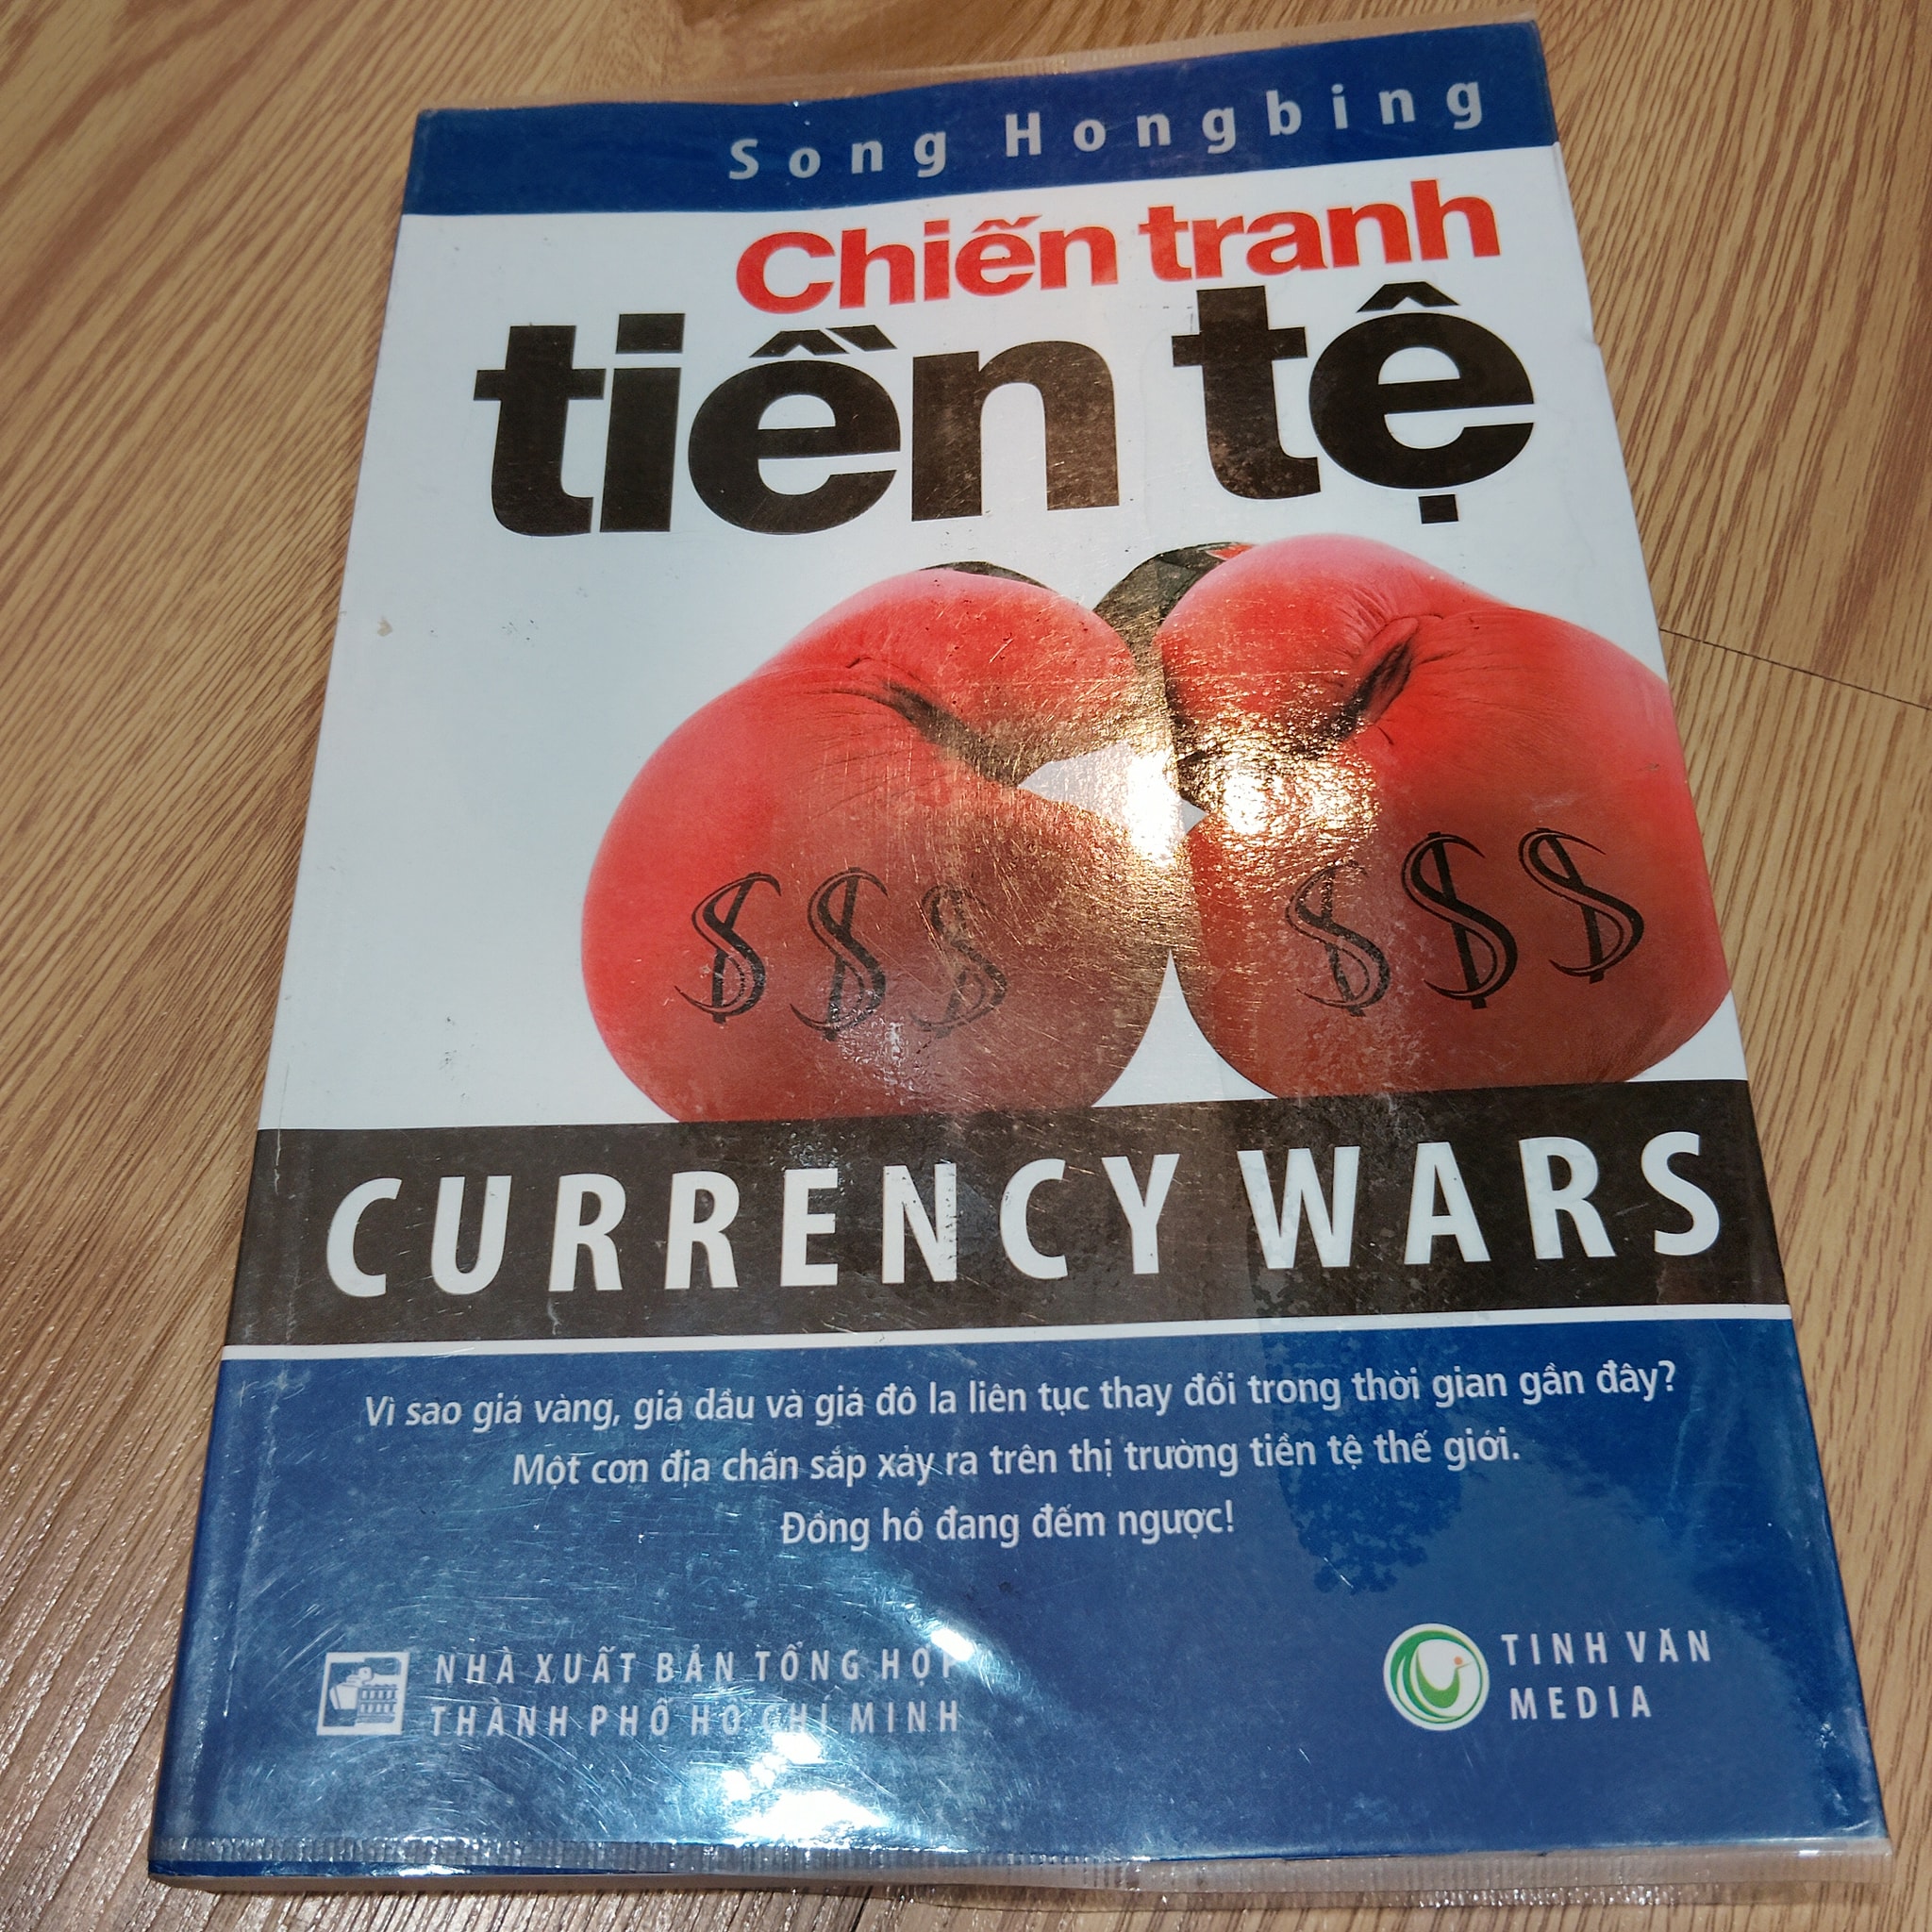 Song Hongbing
Chiến tranh
tiền tệ
$$$ $$$
CURRENCY WARS
Vì sao giá vàng, giá dầu và giá đô la liên tục thay đổi trong thời gian gần đây?
Một cơn địa chấn sắp xảy ra trên thị trường tiền tệ thế giới.
Đồng hồ đang đếm ngược!
NHÀ XUẤT BẢN TỔNG HỢP
THÀNH PHỐ HỒ CHÍ MINH
TINH VĂN
MEDIA